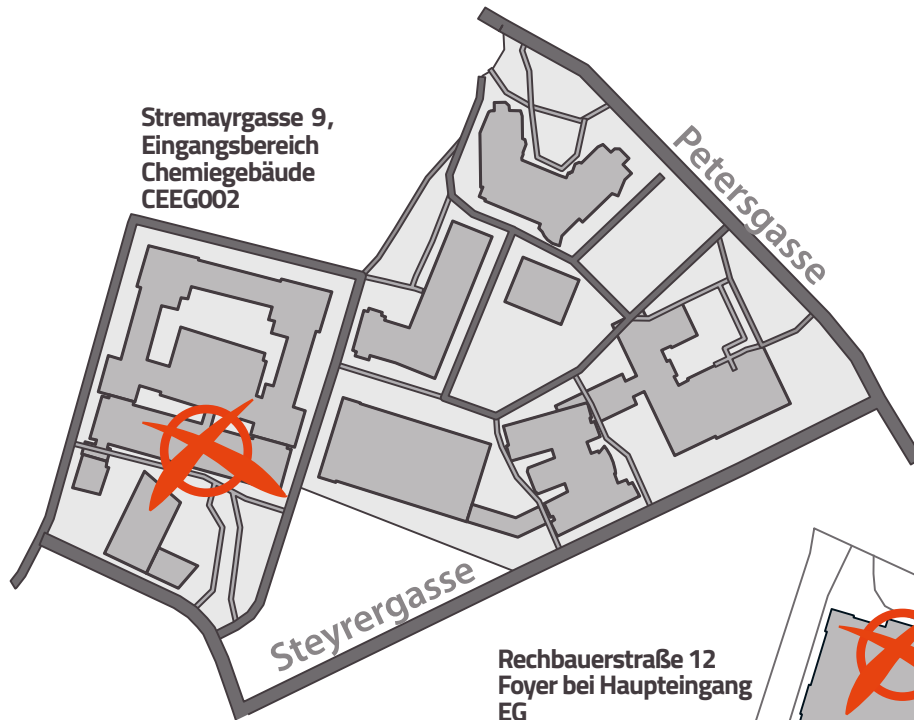 Stremayrgasse 9,
Eingangsbereich
Chemiegebäude
CEEG002
Petersgasse
Steyrergasse
Rechbauerstraße 12
Foyer bei Haupteingang
EG